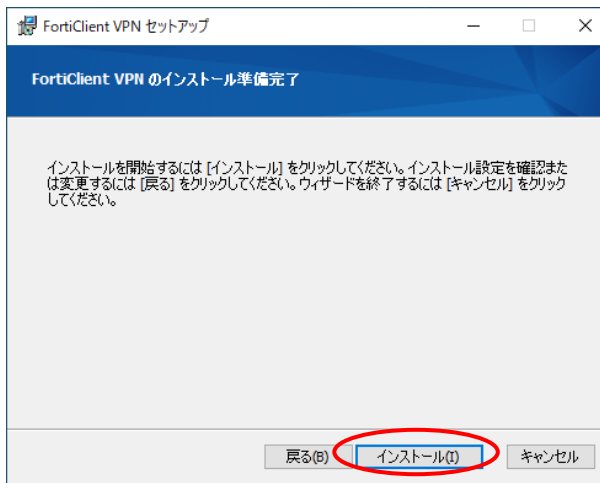 FortiClient VPN セットアップ
FortiClient VPN のインストール準備完了
インストールを開始するには [インストール] をクリックしてください。インストール設定を確認また
は変更するには [戻る] をクリックしてください。ウィザードを終了するには [キャンセル] をクリック
してください。
戻る(B) インストール(I) キャンセル